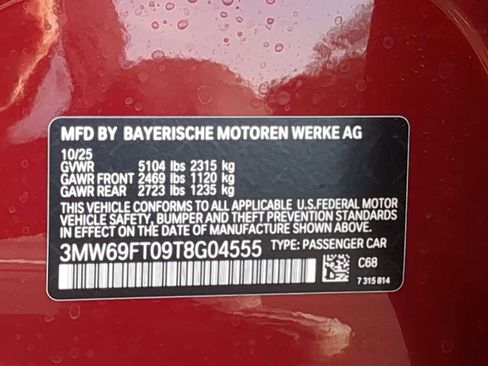 MFD BY BAYERISCHE MOTOREN WERKE AG
10/25
GVWR 5104 lbs 2315 kg
GAWR FRONT 2469 lbs 1120 kg
GAWR REAR 2723 lbs 1235 kg
THIS VEHICLE CONFORMS TO ALL APPLICABLE U.S.FEDERAL MOTOR
VEHICLE SAFETY, BUMPER AND THEFT PREVENTION STANDARDS
IN EFFECT ON THE DATE OF MANUFACTURE SHOWN ABOVE.
3MW69FT09T8G04555 TYPE: PASSENGER CAR
C68
7 315 814